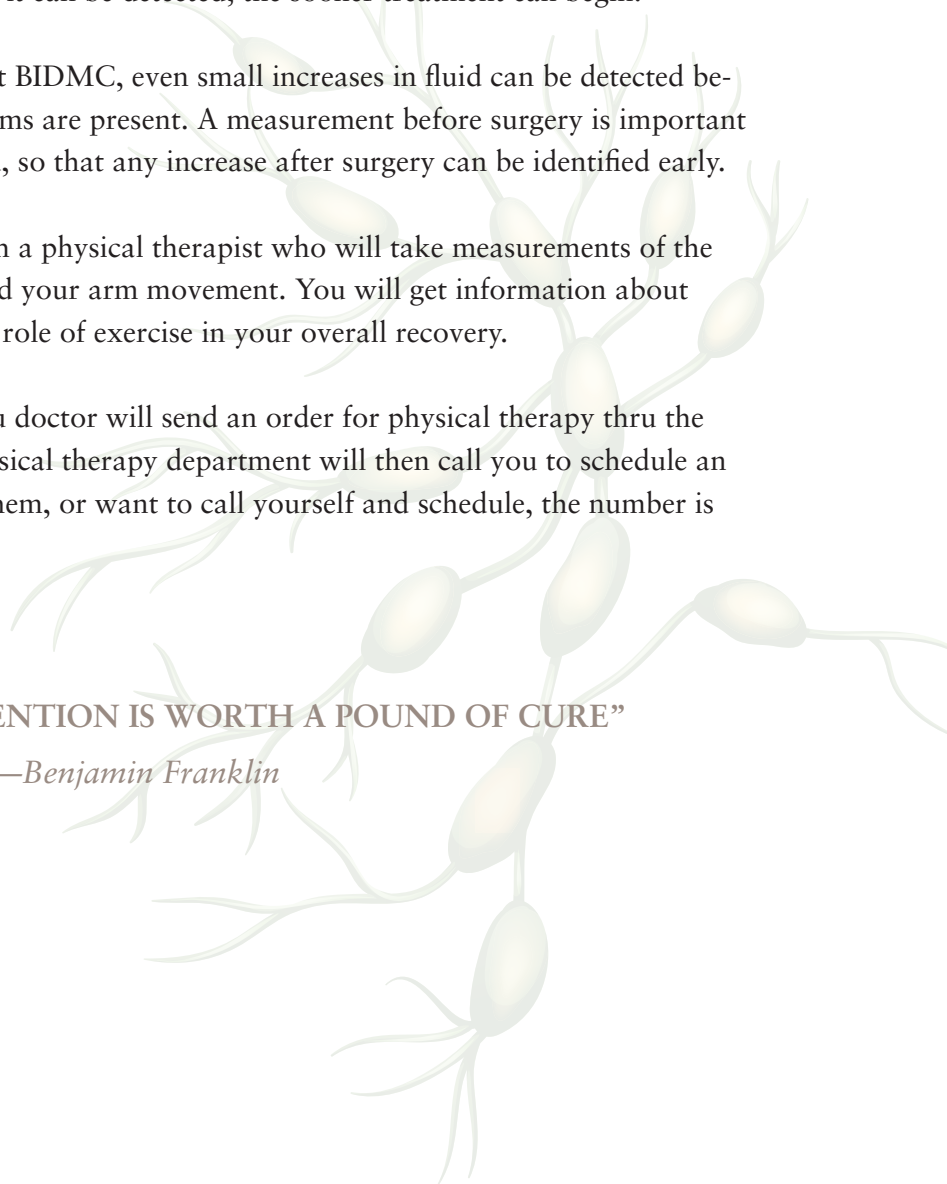 it can be detected, the sooner treatment can begin.
t BIDMC, even small increases in fluid can be detected be-
ms are present. A measurement before surgery is important
, so that any increase after surgery can be identified early.
a physical therapist who will take measurements of the
d your arm movement. You will get information about
role of exercise in your overall recovery.
u doctor will send an order for physical therapy thru the
sical therapy department will then call you to schedule an
hem, or want to call yourself and schedule, the number is
ENTION IS WORTH A POUND OF CURE”
—Benjamin Franklin